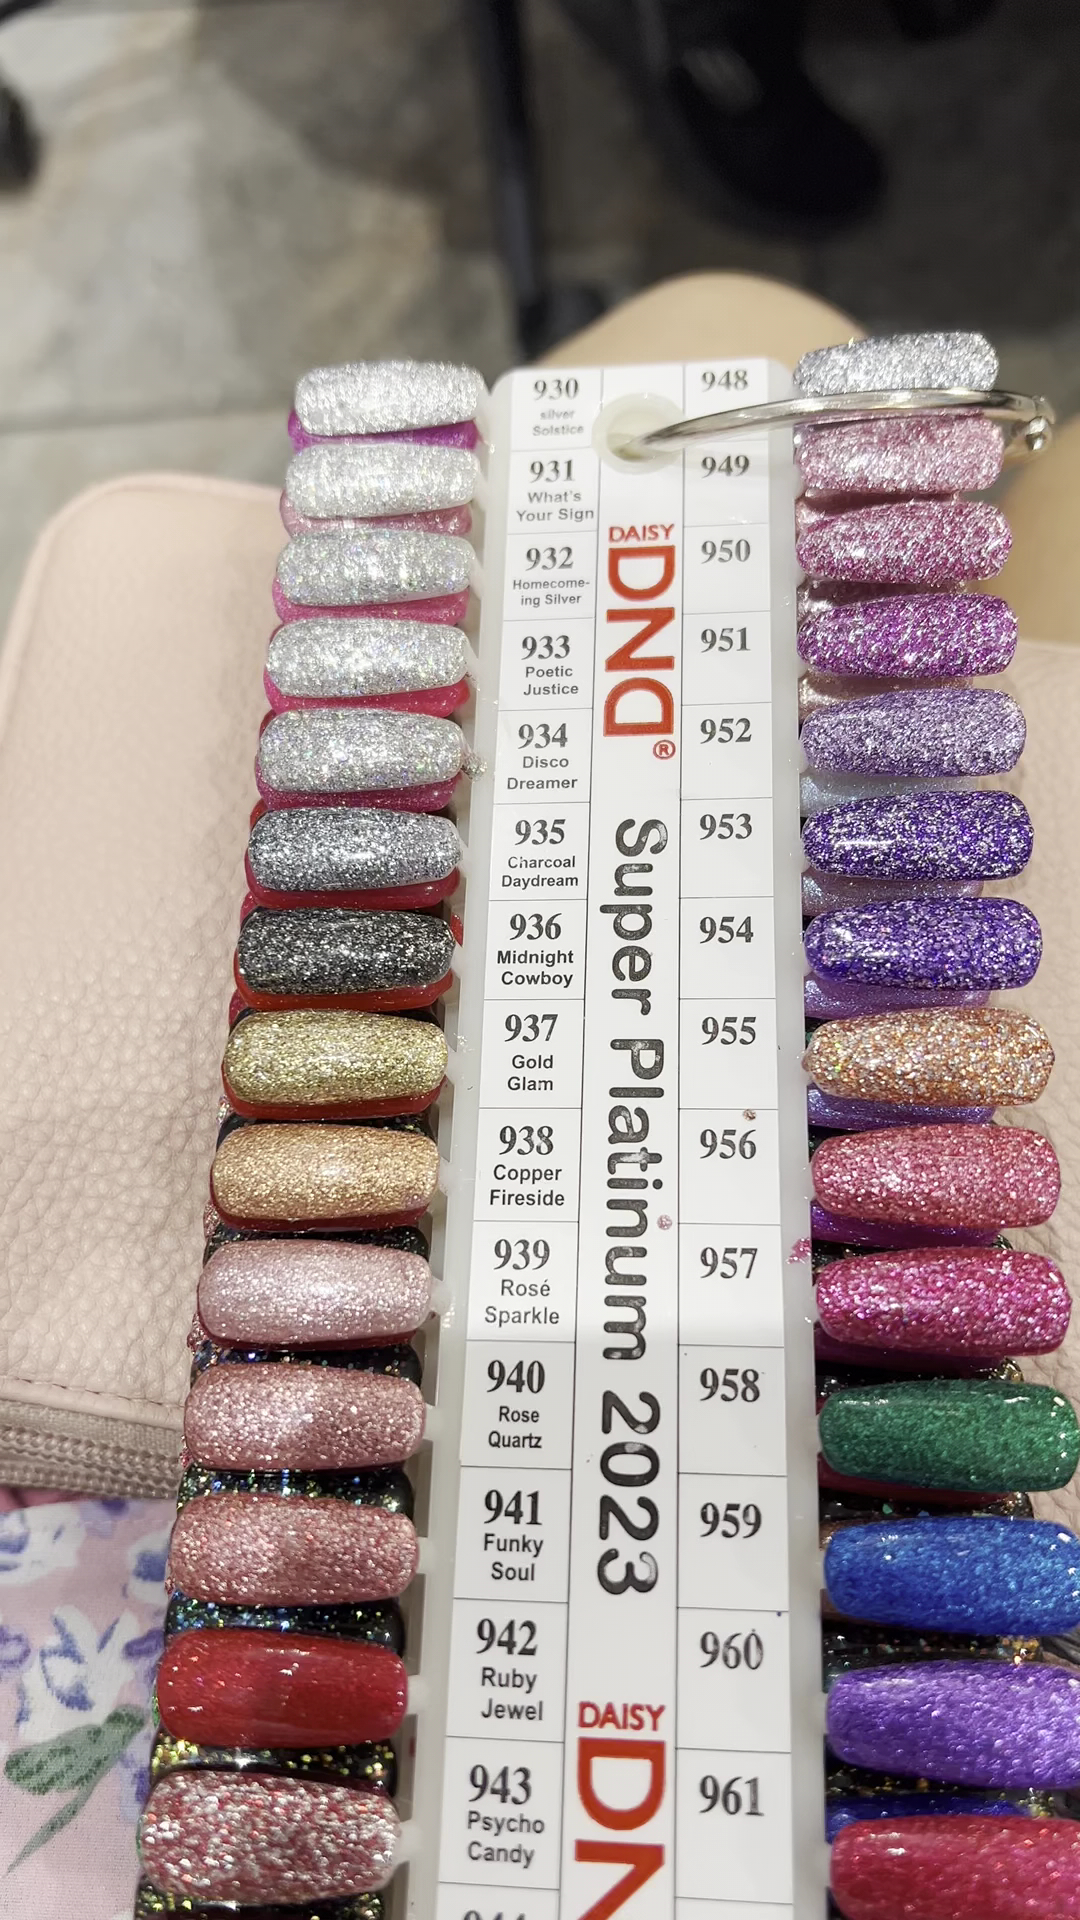 930
silver
Solstice
931
What's
Your Sign
932
Homecome-
ing Silver
933
Poetic
Justice
934
Disco
Dreamer
935
Charcoal
Daydream
936
Midnight
Cowboy
937
Gold
Glam
938
Copper
Fireside
939
Rosé
Sparkle
940
Rose
Quartz
941
Funky
Soul
942
Ruby
Jewel
943
Psycho
Candy
DAISY
DND®
Super Platinum 2023
DAISY
DN
948
949
950
951
952
953
954
955
956
957
958
959
960
961